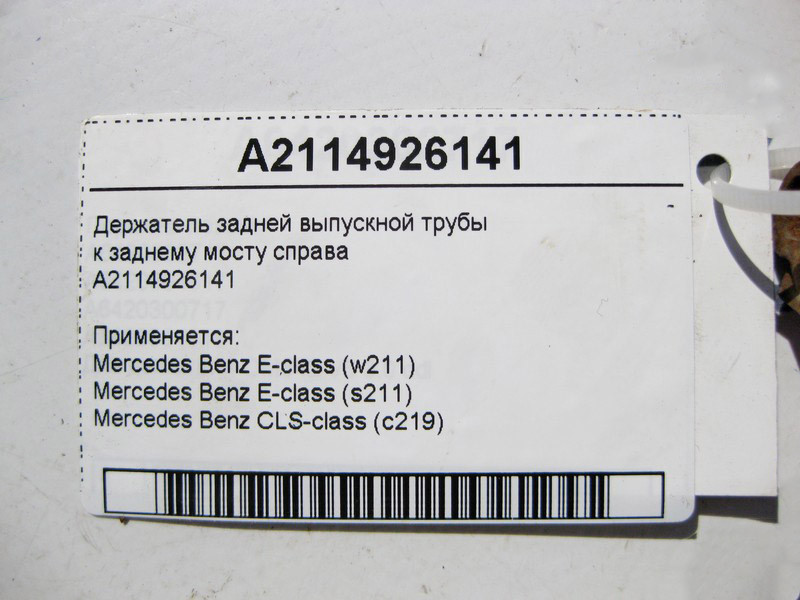 A2114926141
Держатель задней выпускной трубы
к заднему мосту справа
A2114926141
A6420300717
Применяется:
Mercedes Benz E-class (w211)
Mercedes Benz E-class (s211)
Mercedes Benz CLS-class (c219)